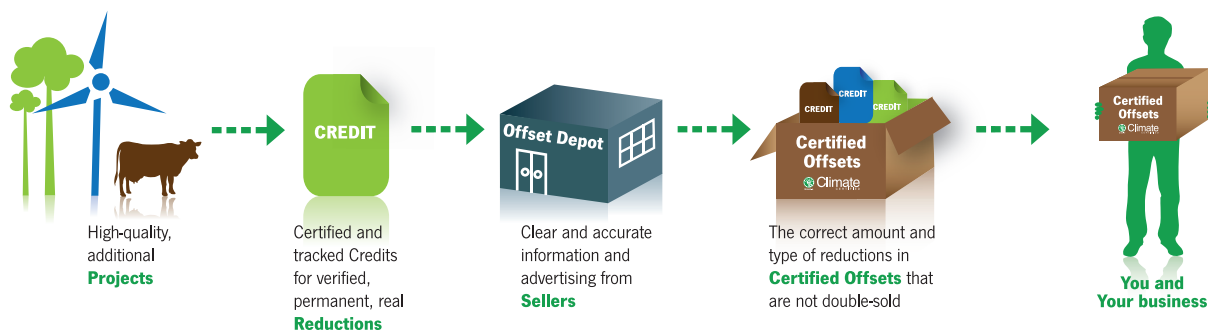 CREDIT
Offset Depot
CREDIT
CREDIT
CREDIT
Certified
Offsets
Climate
Certified
Offsets
Climate
High-quality,
additional
Projects
Certified and
tracked Credits
for verified,
permanent, real
Reductions
Clear and accurate
information and
advertising from
Sellers
The correct amount and
type of reductions in
Certified Offsets that
are not double-sold
You and
Your business